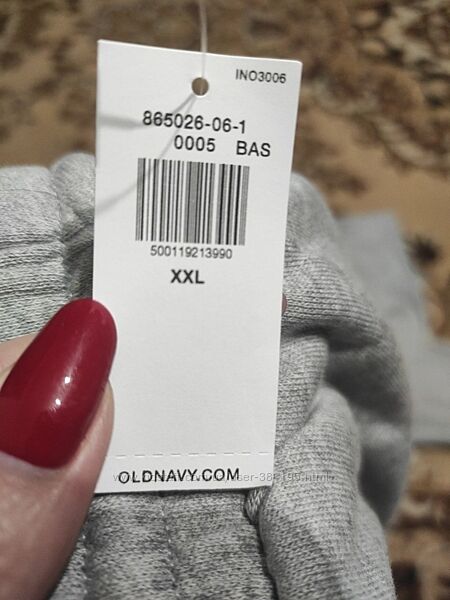 INO3006
865026-06-1
0005 BAS
500119213990
XXL
OLDNAVY.COM